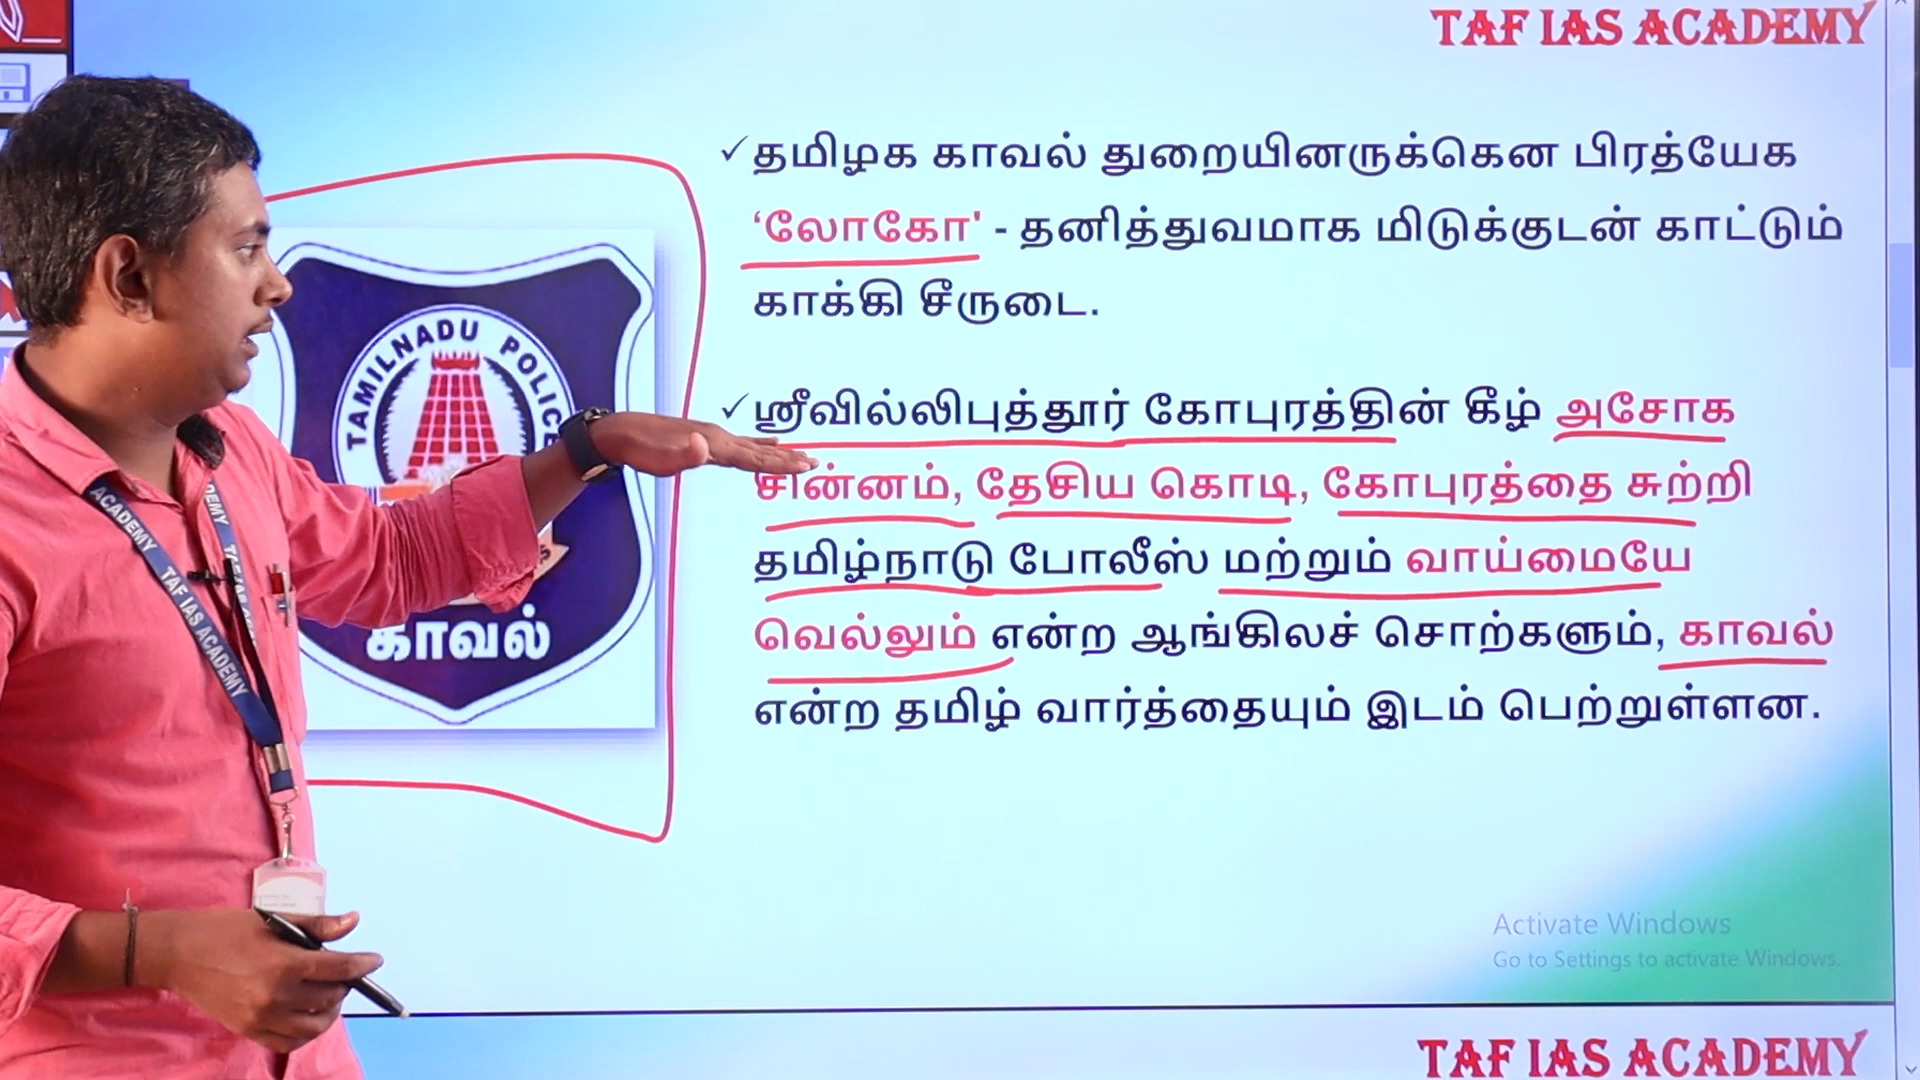 TAF IAS ACADEMY
✓தமிழக காவல் துறையினருக்கென பிரத்யேக
‘லோகோ' - தனித்துவமாக மிடுக்குடன் காட்டும்
காக்கி சீருடை.
✓ஸ்ரீவில்லிபுத்தூர் கோபுரத்தின் கீழ் அசோக
சின்னம், தேசிய கொடி, கோபுரத்தை சுற்றி
தமிழ்நாடு போலீஸ் மற்றும் வாய்மையே
வெல்லும் என்ற ஆங்கிலச் சொற்களும், காவல்
என்ற தமிழ் வார்த்தையும் இடம் பெற்றுள்ளன.
TAMILNADU POLICE
காவல்
ACADEMY
TAF IAS ACADEMY
Activate Windows
Go to Settings to activate Windows.
TAF IAS ACADEMY